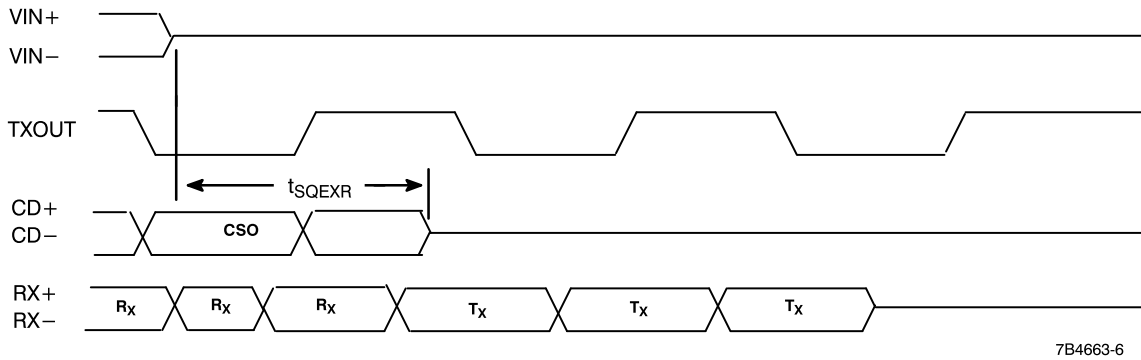 VIN+
VIN−
TXOUT
tSQEXR
CD+
CD−
CSO
RX+
RX−
RX RX RX TX TX TX
7B4663-6